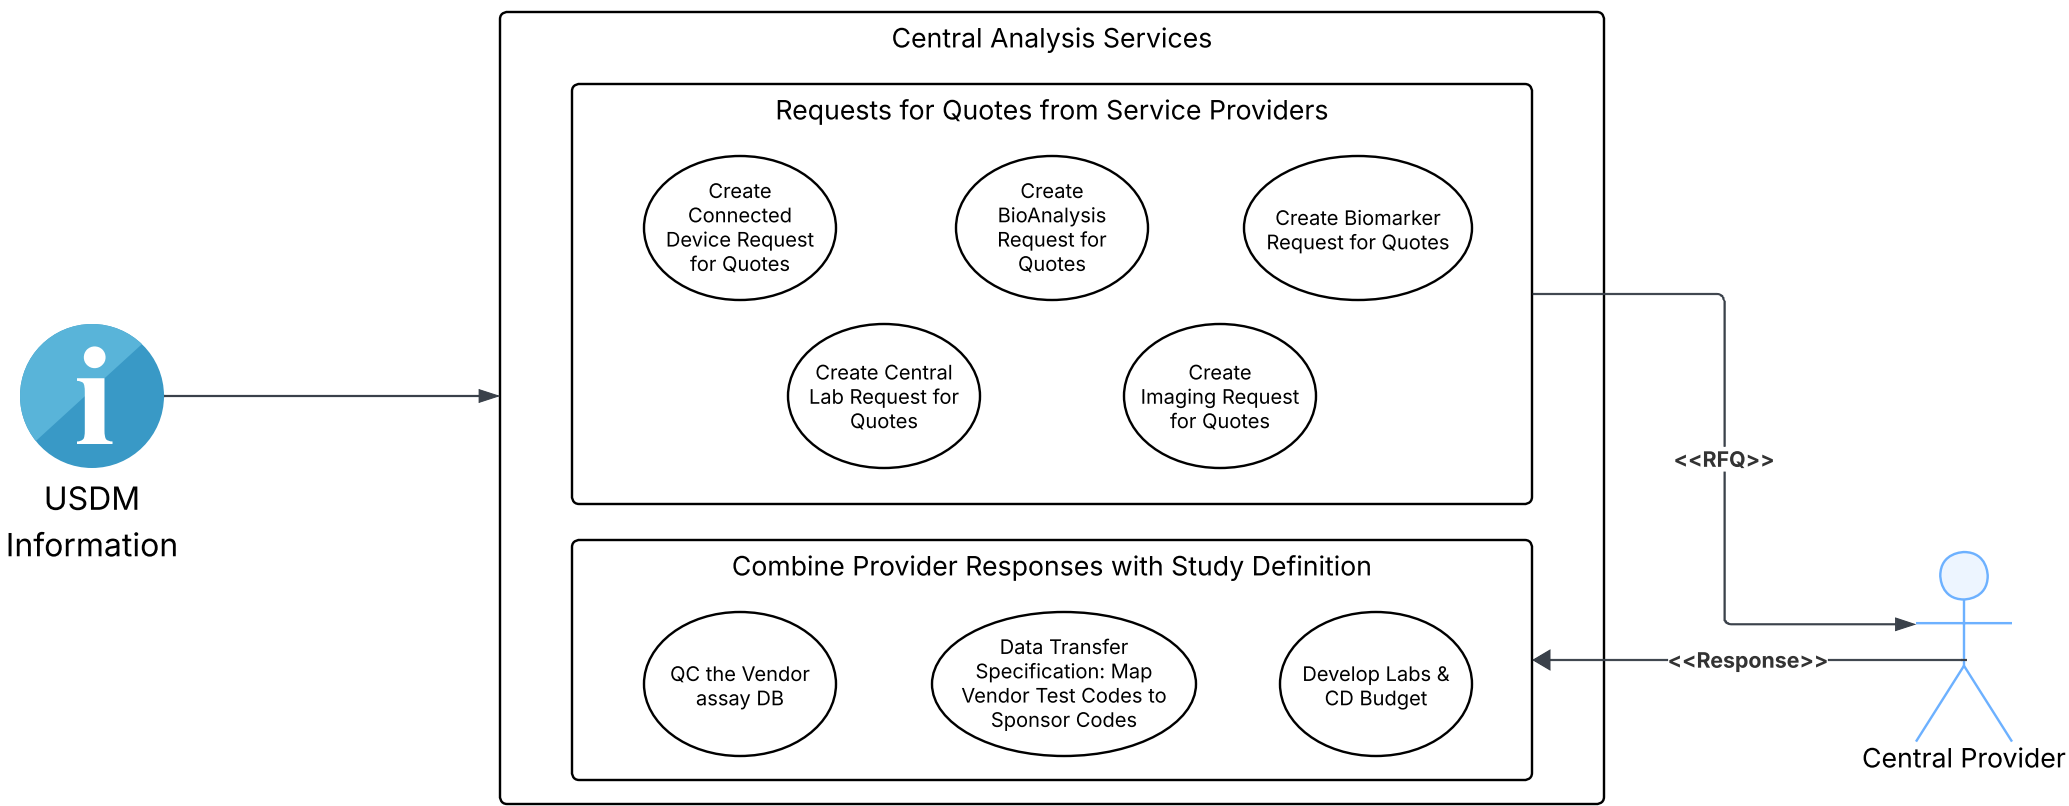 Central Analysis Services
Requests for Quotes from Service Providers
Create
Connected
Device Request
for Quotes
Create
BioAnalysis
Request for
Quotes
Create Biomarker
Request for Quotes
Create Central
Lab Request for
Quotes
Create
Imaging Request
for Quotes
USDM
Information
<<RFQ>>
Combine Provider Responses with Study Definition
QC the Vendor
assay DB
Data Transfer
Specification: Map
Vendor Test Codes to
Sponsor Codes
Develop Labs &
CD Budget
<<Response>>
Central Provider